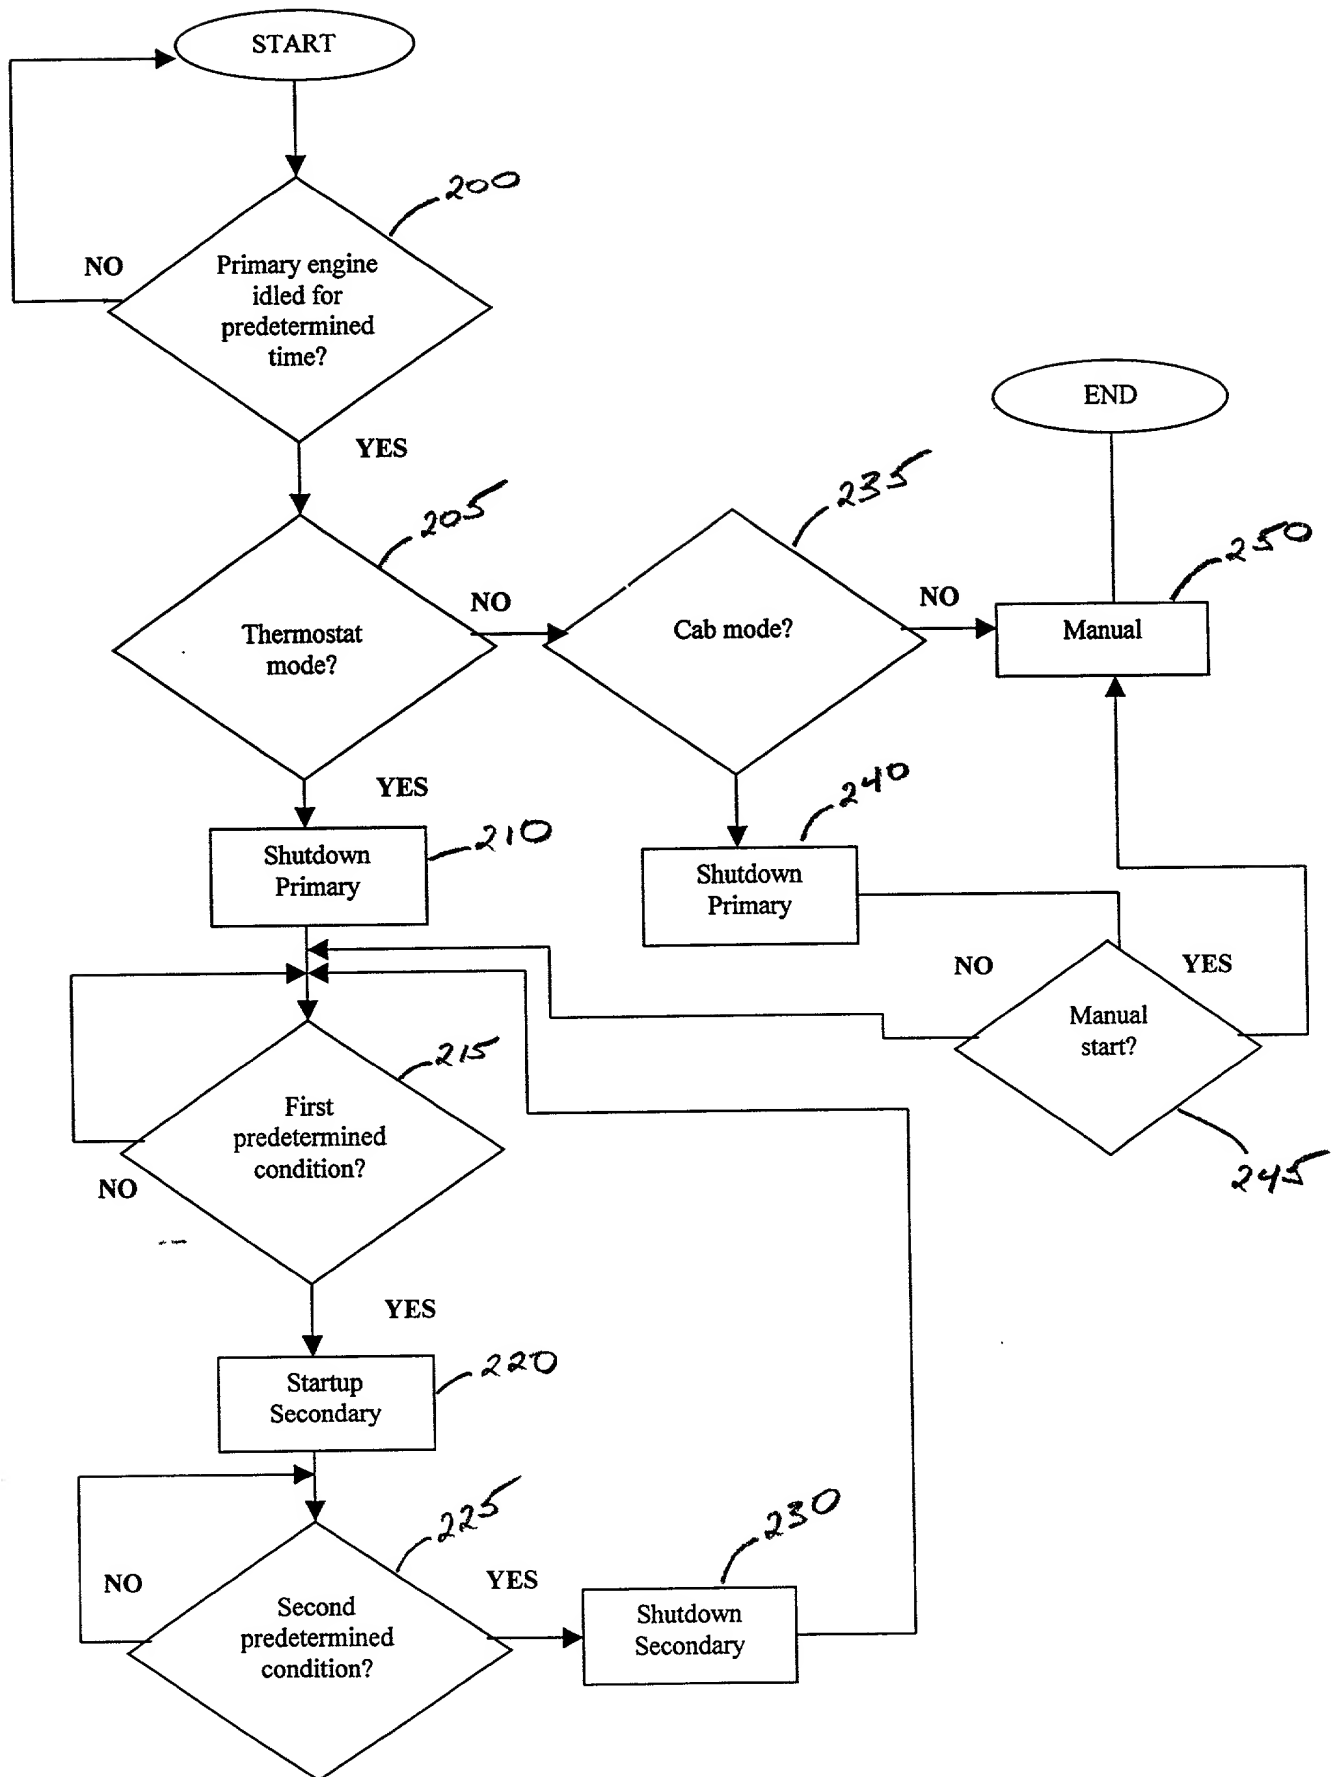 START
200
NO
Primary engine
idled for
predetermined
time?
YES
END
205
235
250
NO
NO
Thermostat
mode?
Cab mode?
Manual
YES
240
210
Shutdown
Primary
Shutdown
Primary
NO
YES
Manual
start?
215
First
predetermined
condition?
NO
245
YES
220
Startup
Secondary
225
230
NO
YES
Second
predetermined
condition?
Shutdown
Secondary